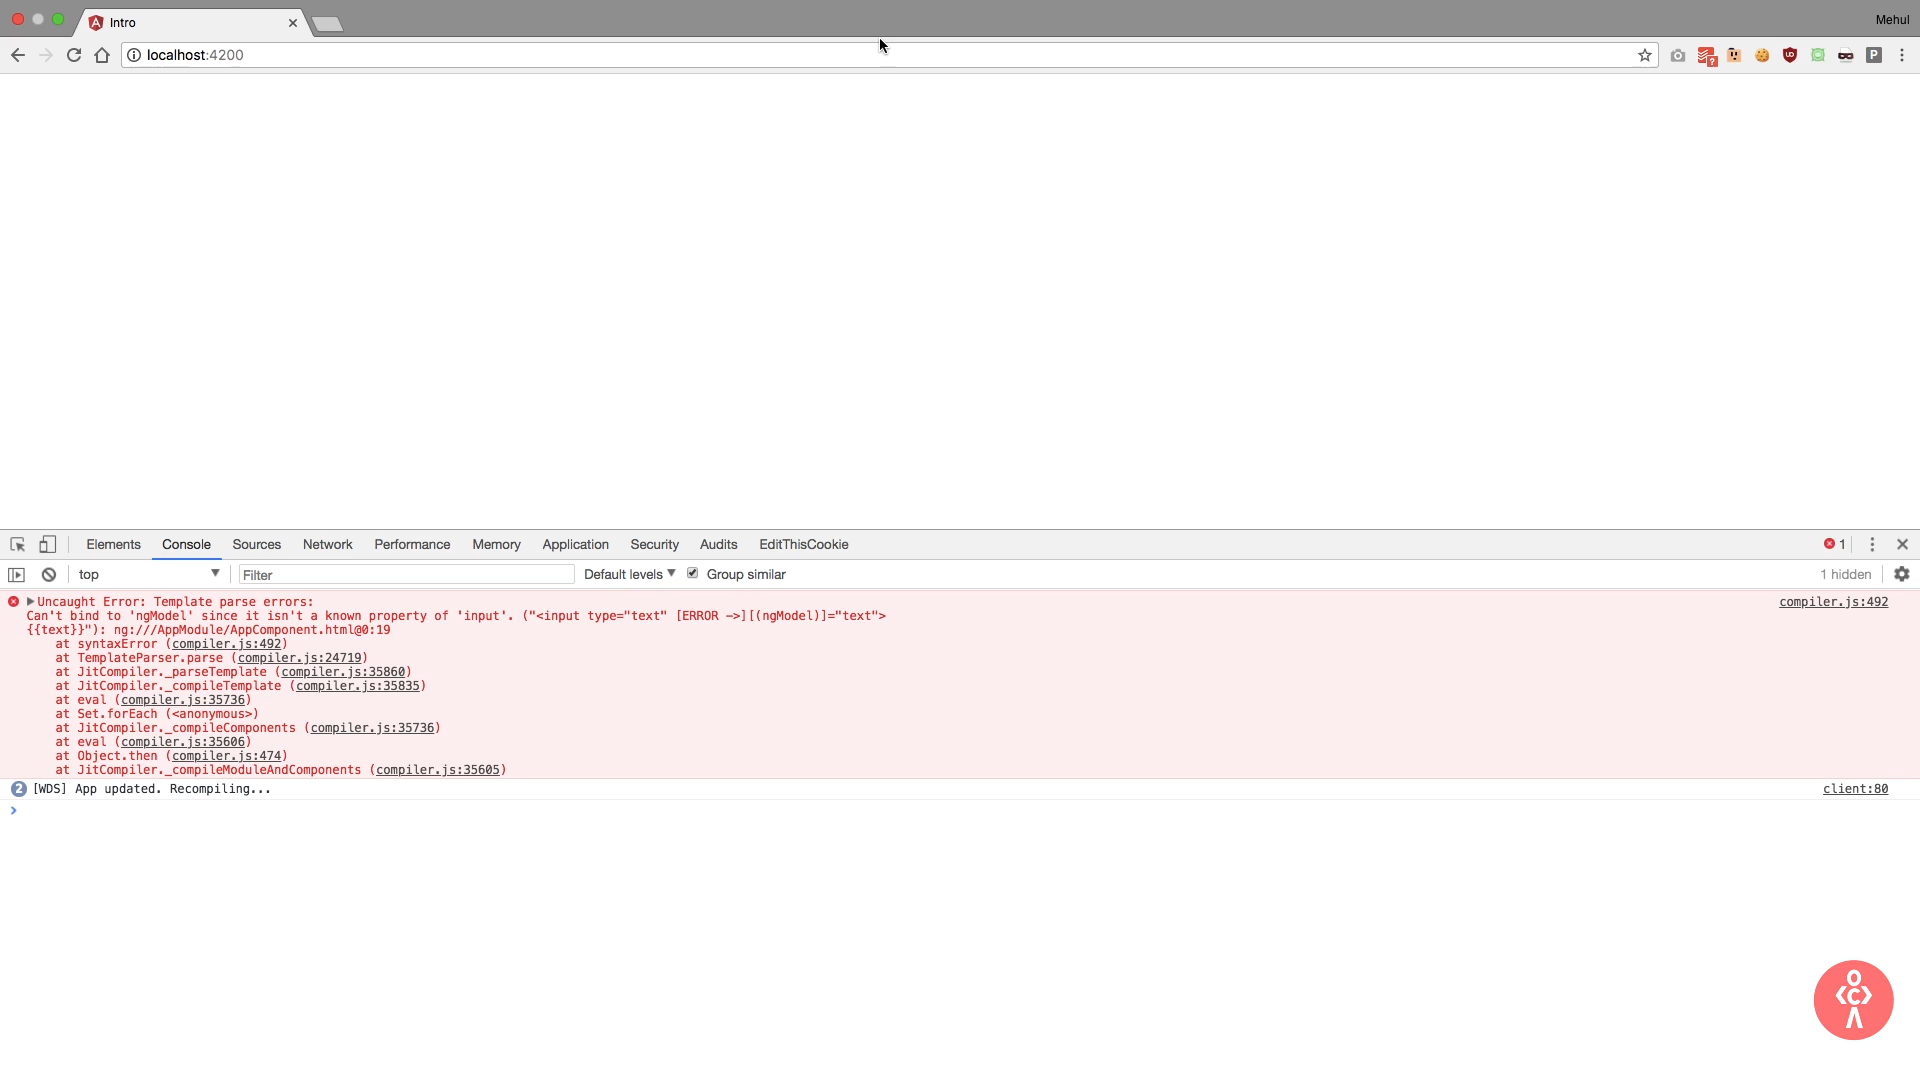 Intro
Mehul
localhost:4200
Elements Console Sources Network Performance Memory Application Security Audits EditThisCookie 1
top Filter Default levels Group similar 1 hidden
Uncaught Error: Template parse errors: compiler.js:492
Can't bind to 'ngModel' since it isn't a known property of 'input'. ("<input type="text" [ERROR ->][(ngModel)]="text">
{{text}}"): ng:///AppModule/AppComponent.html@0:19
at syntaxError (compiler.js:492)
at TemplateParser.parse (compiler.js:24719)
at JitCompiler._parseTemplate (compiler.js:35860)
at JitCompiler._compileTemplate (compiler.js:35835)
at eval (compiler.js:35736)
at Set.forEach (<anonymous>)
at JitCompiler._compileComponents (compiler.js:35736)
at eval (compiler.js:35606)
at Object.then (compiler.js:474)
at JitCompiler._compileModuleAndComponents (compiler.js:35605)
2 [WDS] App updated. Recompiling... client:80